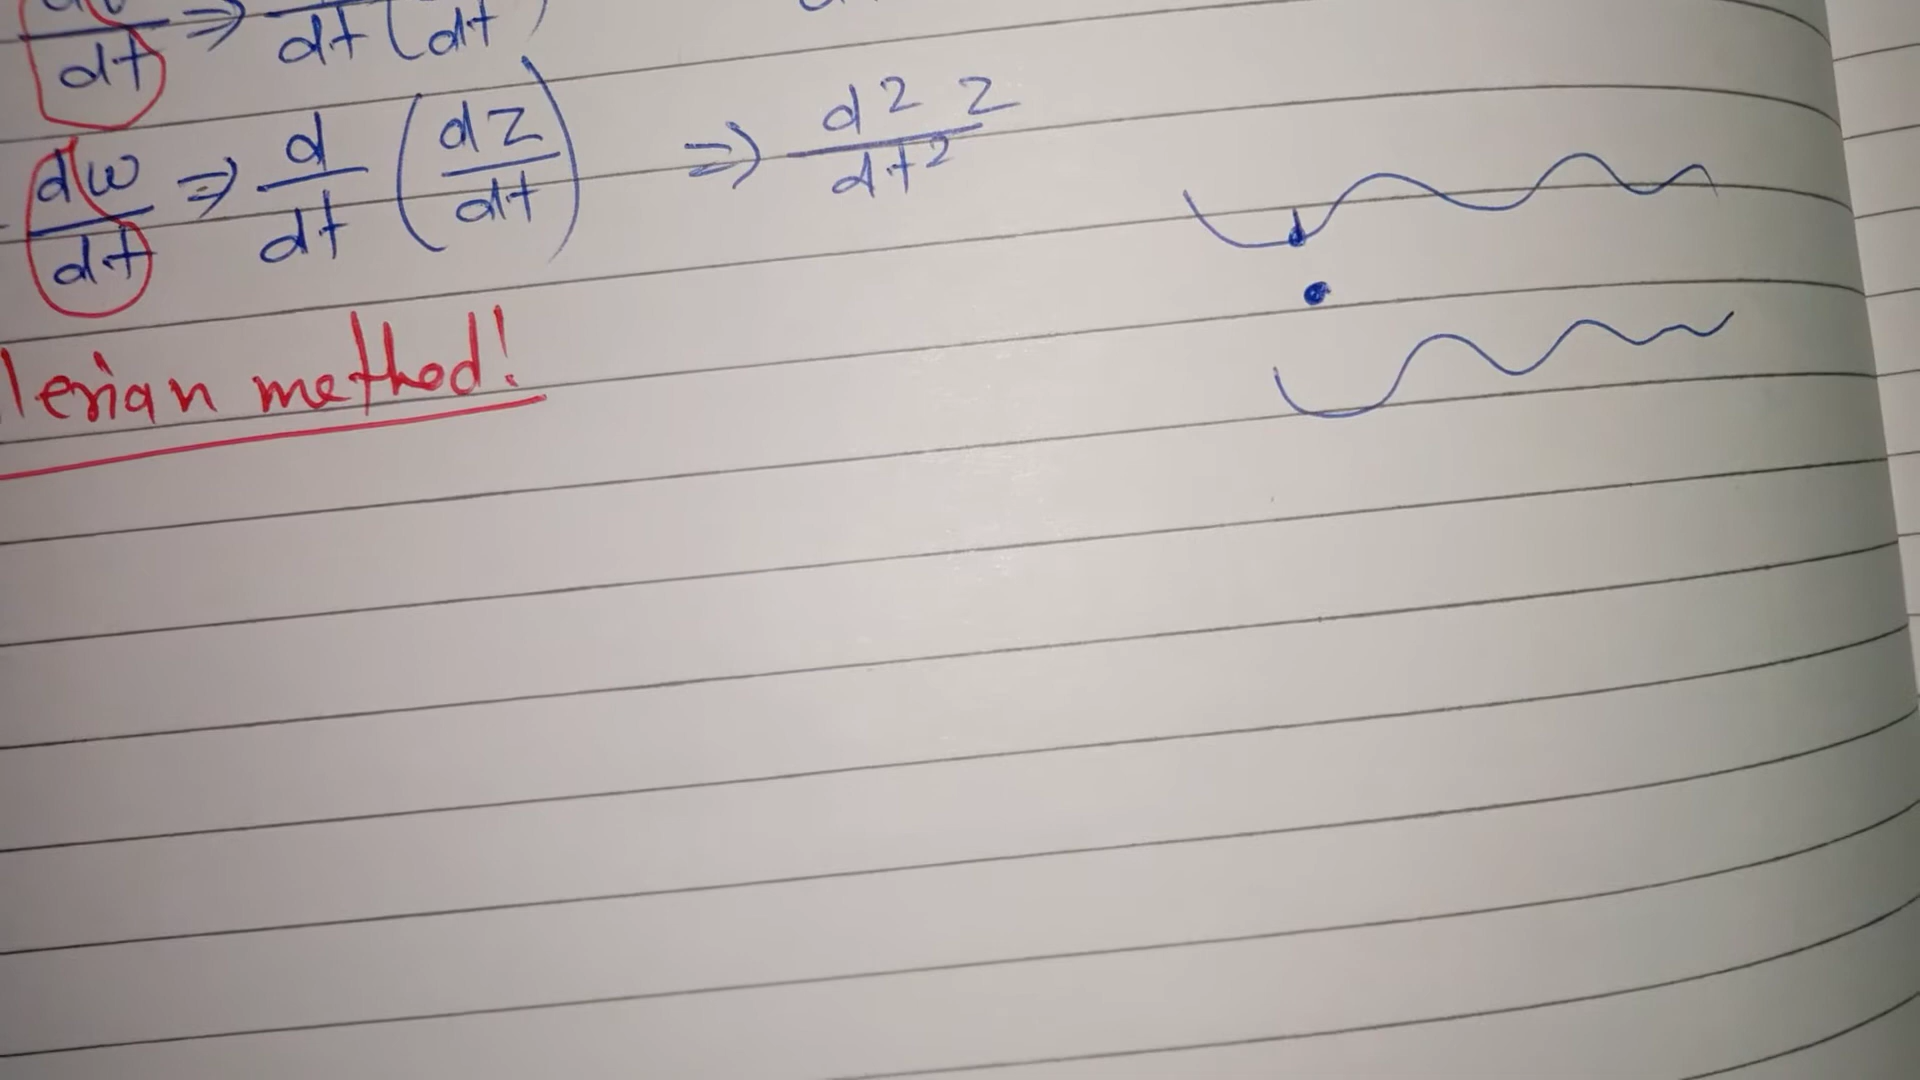 dt ⇒ dt (dt)
dw/dt ⇒ d/dt (dz/dt) ⇒ d²z/dt²
lerian method!